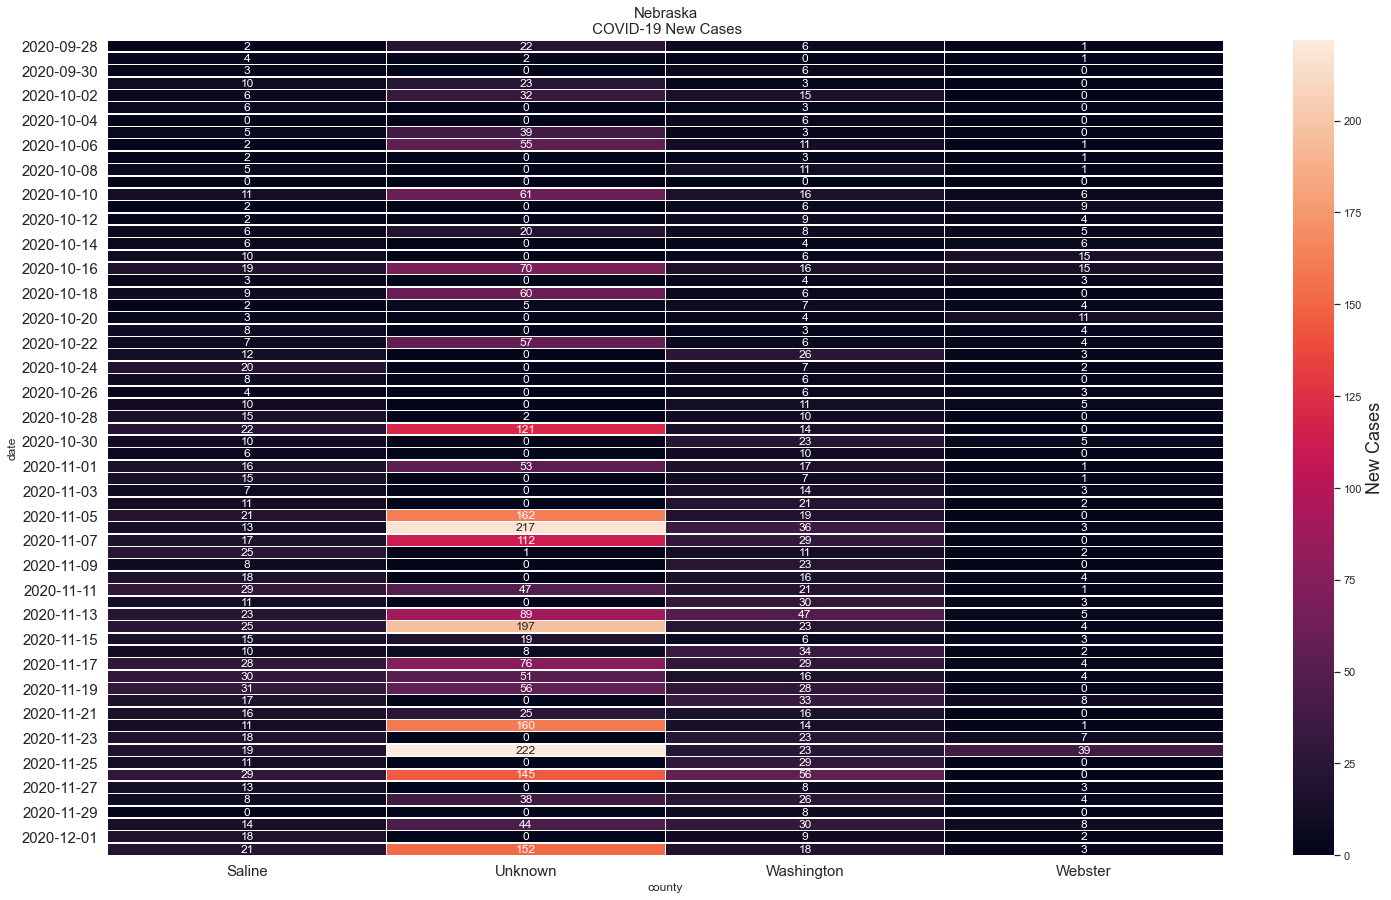 Nebraska
COVID-19 New Cases
2020-09-28 2 22 6 1
4 2 0 1
2020-09-30 3 0 6 0
10 23 3 0
2020-10-02 6 32 15 0
6 0 3 0
2020-10-04 0 0 6 0
5 39 3 0
2020-10-06 2 55 11 1
2 0 3 1
2020-10-08 5 0 11 1
0 0 0 0
2020-10-10 11 61 16 6
2 0 6 9
2020-10-12 2 0 9 4
6 20 8 5
2020-10-14 6 0 4 6
10 0 6 15
2020-10-16 19 70 16 15
3 0 4 3
2020-10-18 9 60 6 0
2 5 7 4
2020-10-20 3 0 4 11
8 0 3 4
2020-10-22 7 57 6 4
12 0 26 3
2020-10-24 20 0 7 2
8 0 6 0
2020-10-26 4 0 6 3
10 0 11 5
2020-10-28 15 2 10 0
22 121 14 0
2020-10-30 10 0 23 5
6 0 10 0
2020-11-01 16 53 17 1
15 0 7 1
2020-11-03 7 0 14 3
11 0 21 2
2020-11-05 21 162 19 0
13 217 36 3
2020-11-07 17 112 29 0
25 1 11 2
2020-11-09 8 0 23 0
18 0 16 4
2020-11-11 29 47 21 1
11 0 30 3
2020-11-13 23 89 47 5
25 197 23 4
2020-11-15 15 19 6 3
10 8 34 2
2020-11-17 28 76 29 4
30 51 16 4
2020-11-19 31 56 28 0
17 0 33 8
2020-11-21 16 25 16 0
11 160 14 1
2020-11-23 18 0 23 7
19 222 23 39
2020-11-25 11 0 29 0
29 145 56 0
2020-11-27 13 0 8 3
8 38 26 4
2020-11-29 0 0 8 0
14 44 30 8
2020-12-01 18 0 9 2
21 152 18 3
Saline Unknown Washington Webster
county
date
200
175
150
125
100
75
50
25
0
New Cases